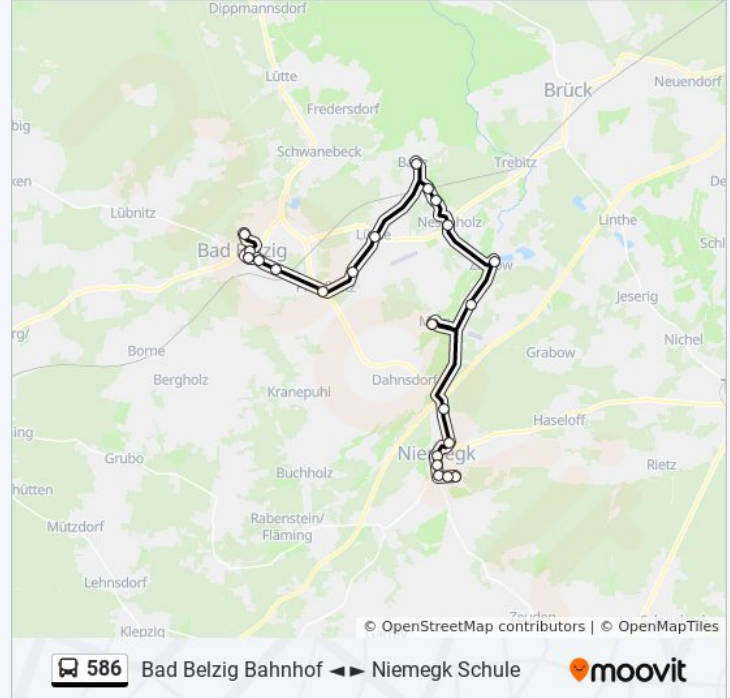 Dippmannsdorf
Lütte
Brück
Neuendorf
Fredersdorf
Schwanebeck
Trebitz
Lübnitz
Linthe
Bad
Jeserig
Nichel
Borne
Grabow
Bergholz
Dahnsdorf
Kranepuhl
Haseloff
Grubo
Niemegk
Rietz
Buchholz
Rabenstein/
Fläming
Mützdorf
Lehnsdorf
Klepzig
© OpenStreetMap contributors | © OpenMapTiles
586 Bad Belzig Bahnhof ◄► Niemegk Schule moovit